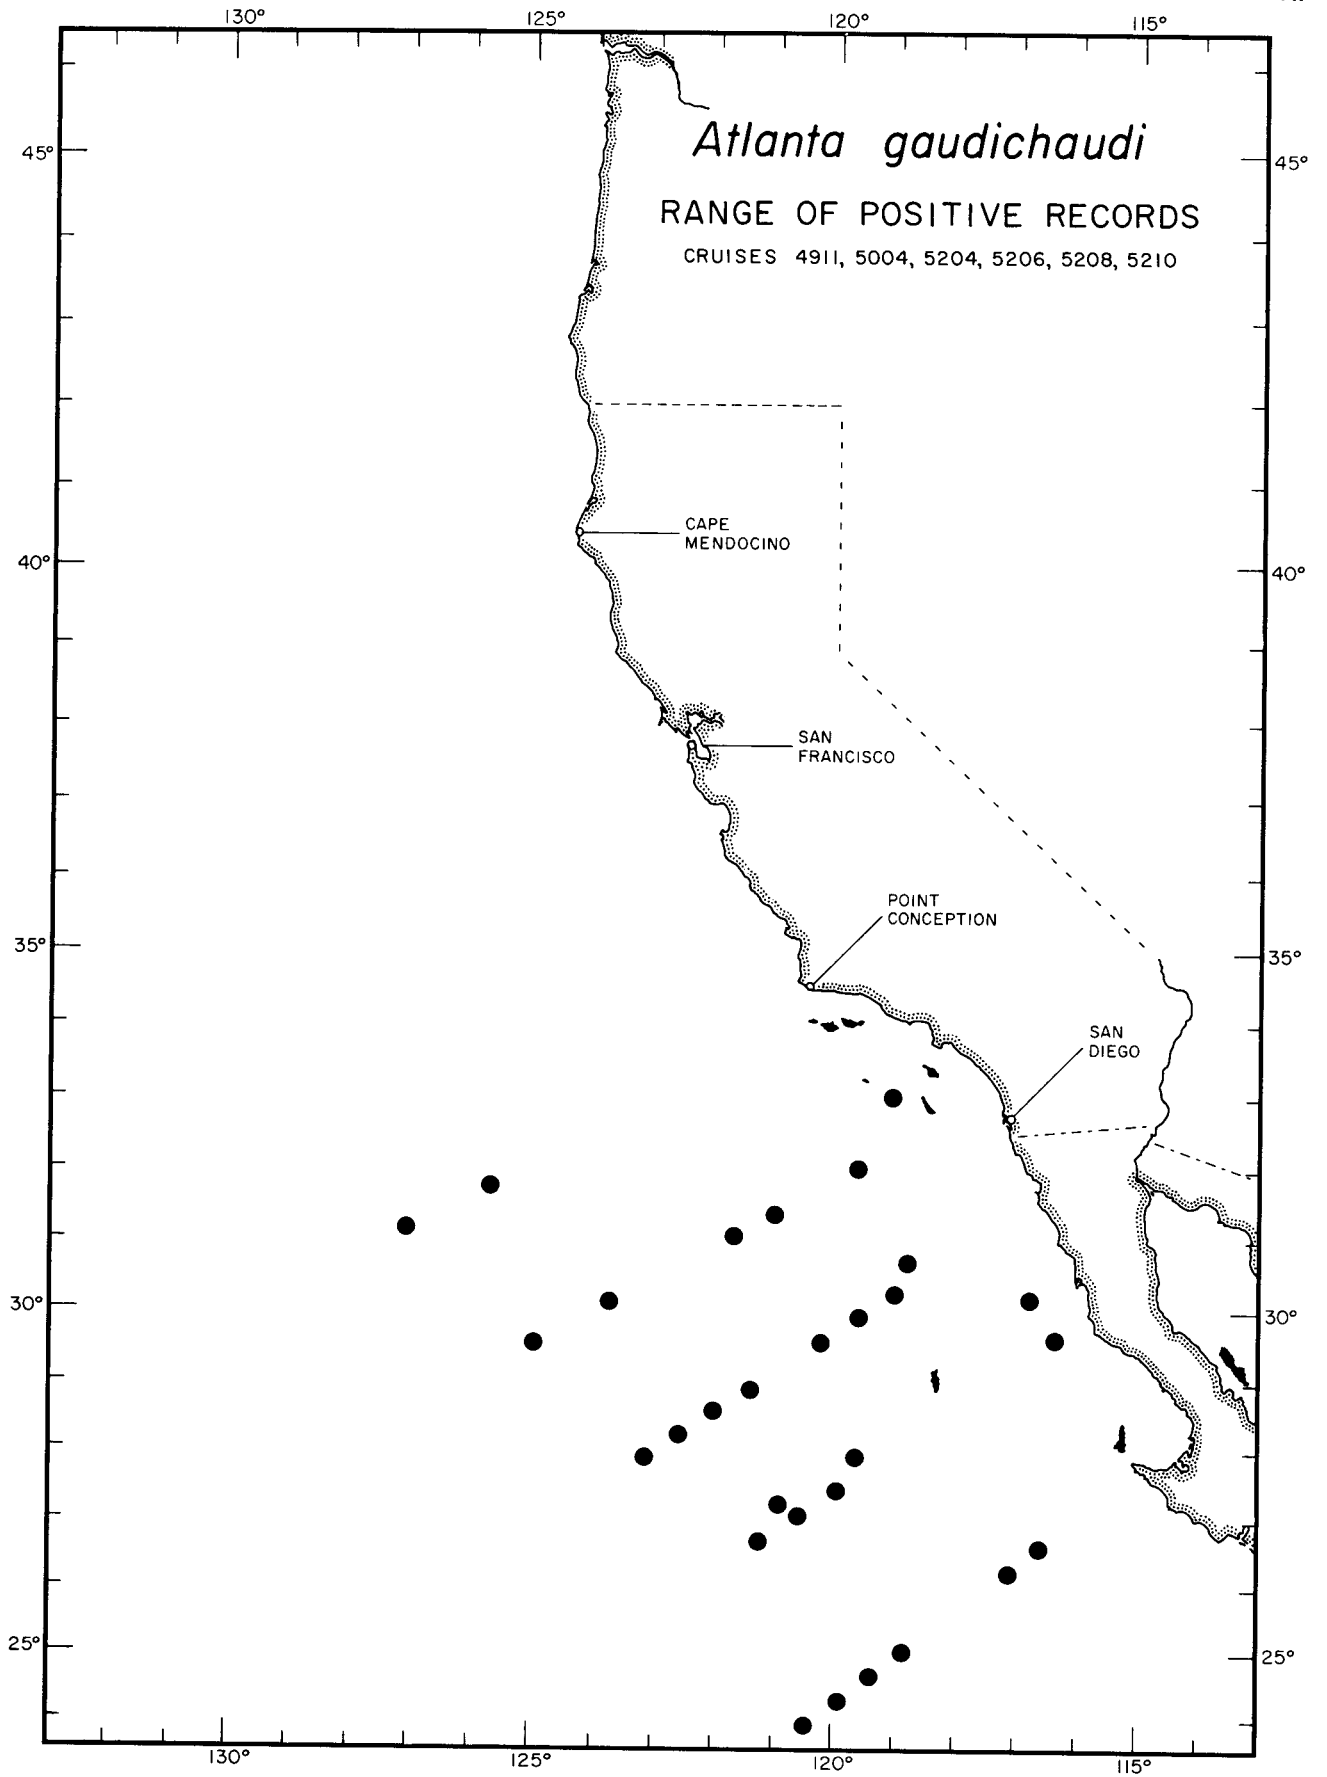 130° 125° 120° 115°
Atlanta gaudichaudi
RANGE OF POSITIVE RECORDS
CRUISES 4911, 5004, 5204, 5206, 5208, 5210
45° 45°
CAPE
MENDOCINO
40° 40°
SAN
FRANCISCO
POINT
CONCEPTION
35° 35°
SAN
DIEGO
30° 30°
25° 25°
130° 125° 120° 115°